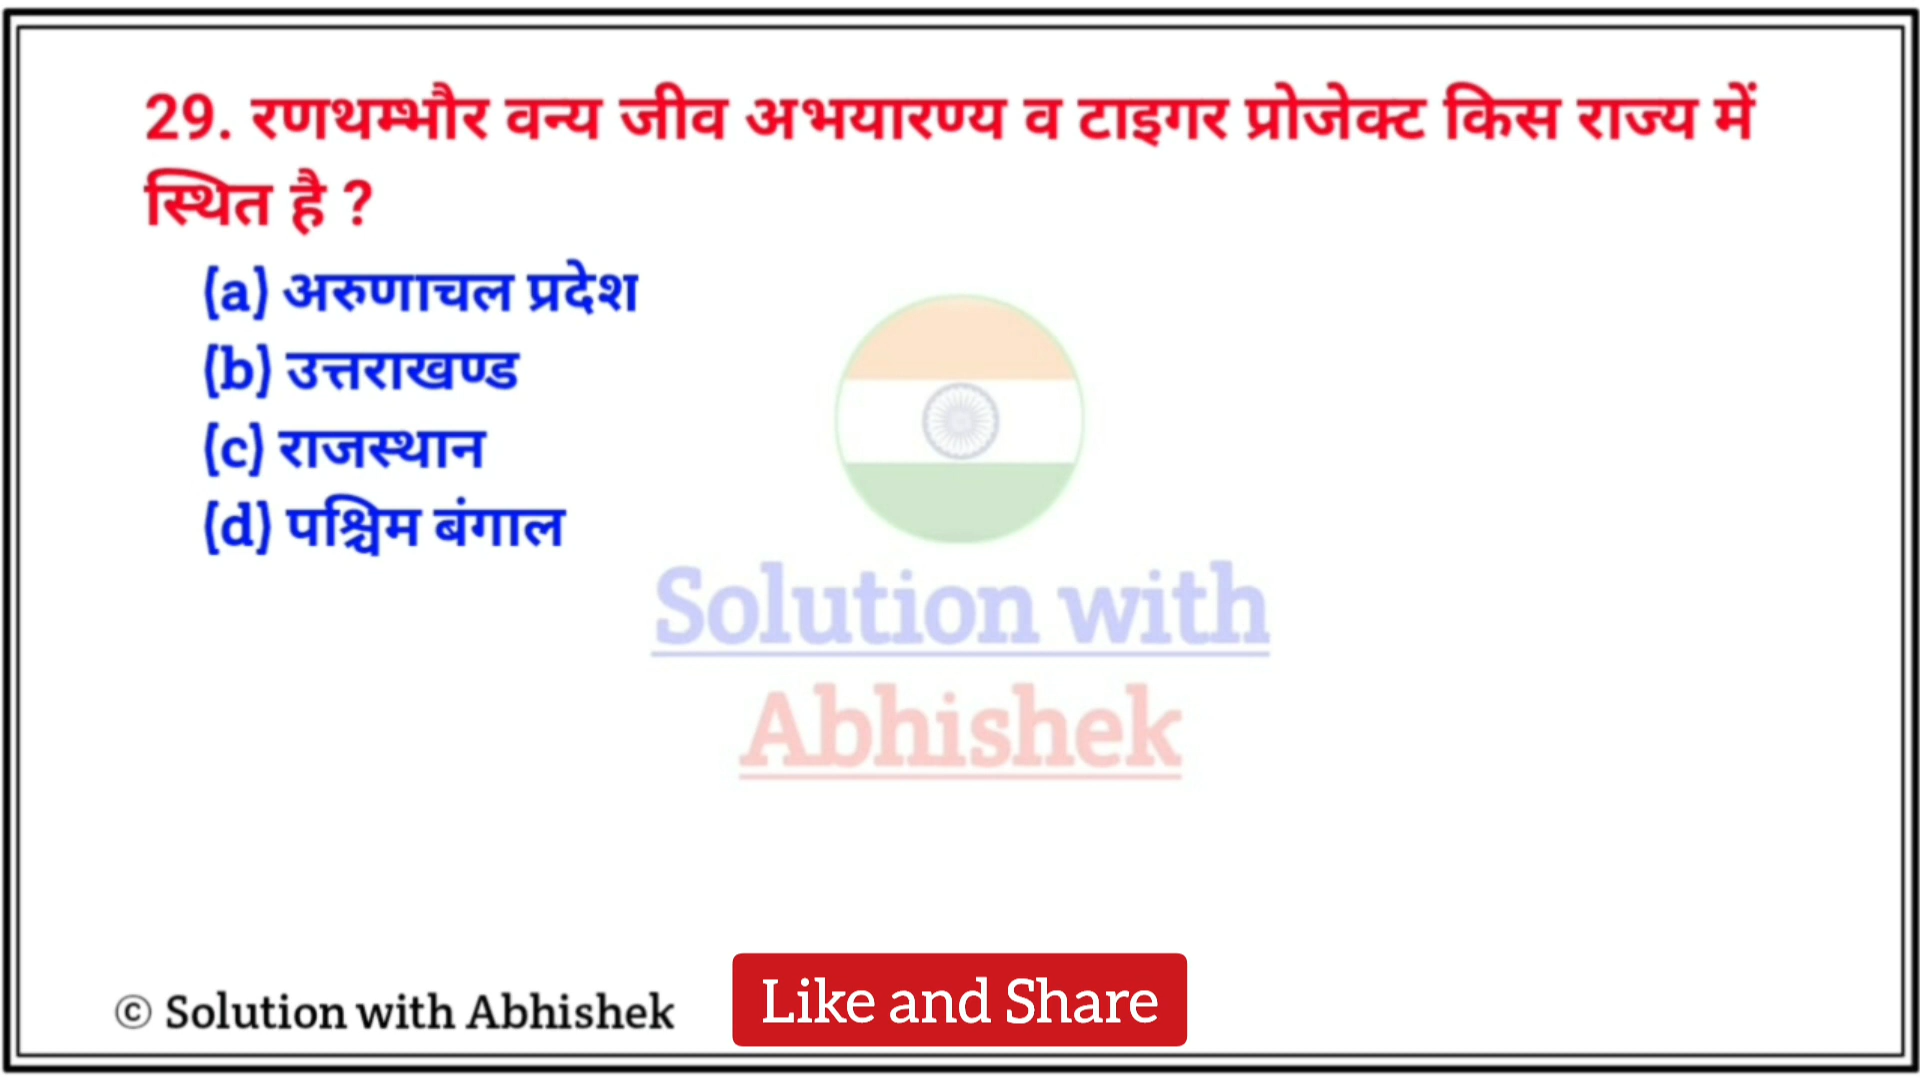 29. रणथम्भौर वन्य जीव अभयारण्य व टाइगर प्रोजेक्ट किस राज्य में
स्थित है ?
(a) अरुणाचल प्रदेश
(b) उत्तराखण्ड
(c) राजस्थान
(d) पश्चिम बंगाल
Solution with
Abhishek
© Solution with Abhishek
Like and Share